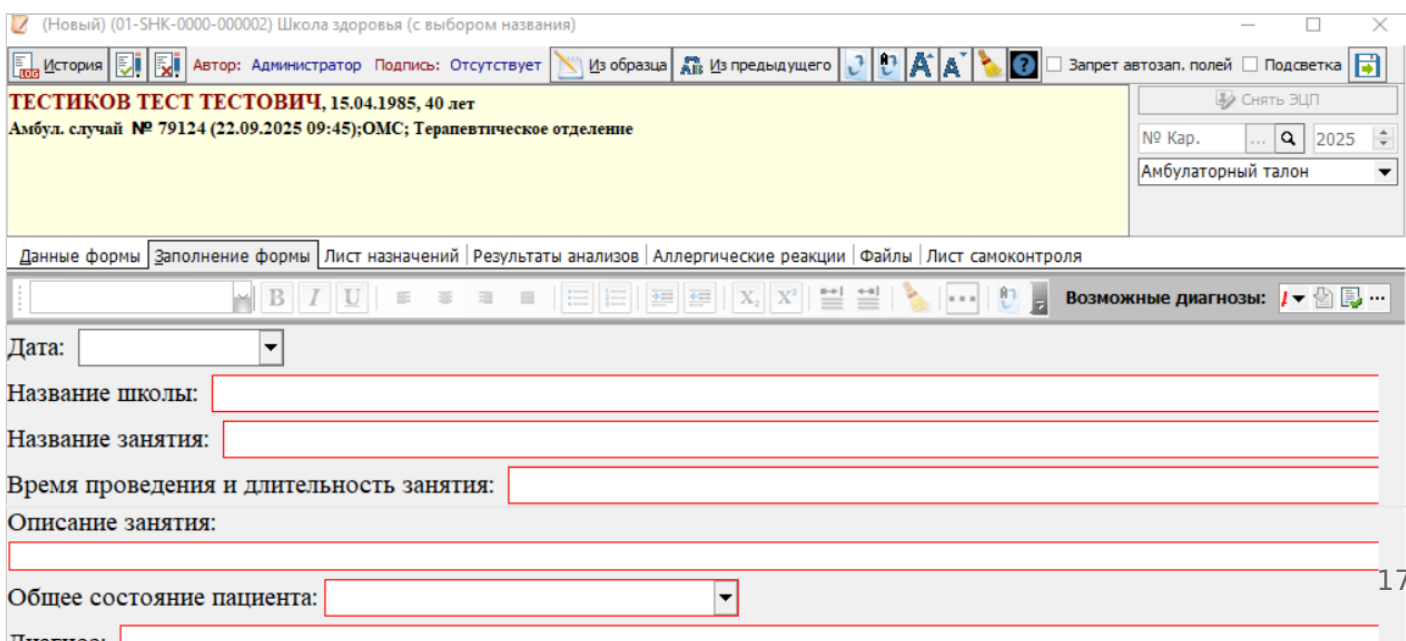 (Новый) (01-SHK-0000-000002) Школа здоровья (с выбором названия)
История Автор: Администратор Подпись: Отсутствует Из образца Из предыдущего Запрет автозап. полей Подсветка
ТЕСТИКОВ ТЕСТ ТЕСТОВИЧ, 15.04.1985, 40 лет
Снять ЭЦП
Амбул. случай № 79124 (22.09.2025 09:45);ОМС; Терапевтическое отделение
№ Кар. ... 2025
Амбулаторный талон
Данные формы Заполнение формы Лист назначений Результаты анализов Аллергические реакции Файлы Лист самоконтроля
B I U X₂ X² Возможные диагнозы:
Дата:
Название школы:
Название занятия:
Время проведения и длительность занятия:
Описание занятия:
17
Общее состояние пациента:
Диагноз: